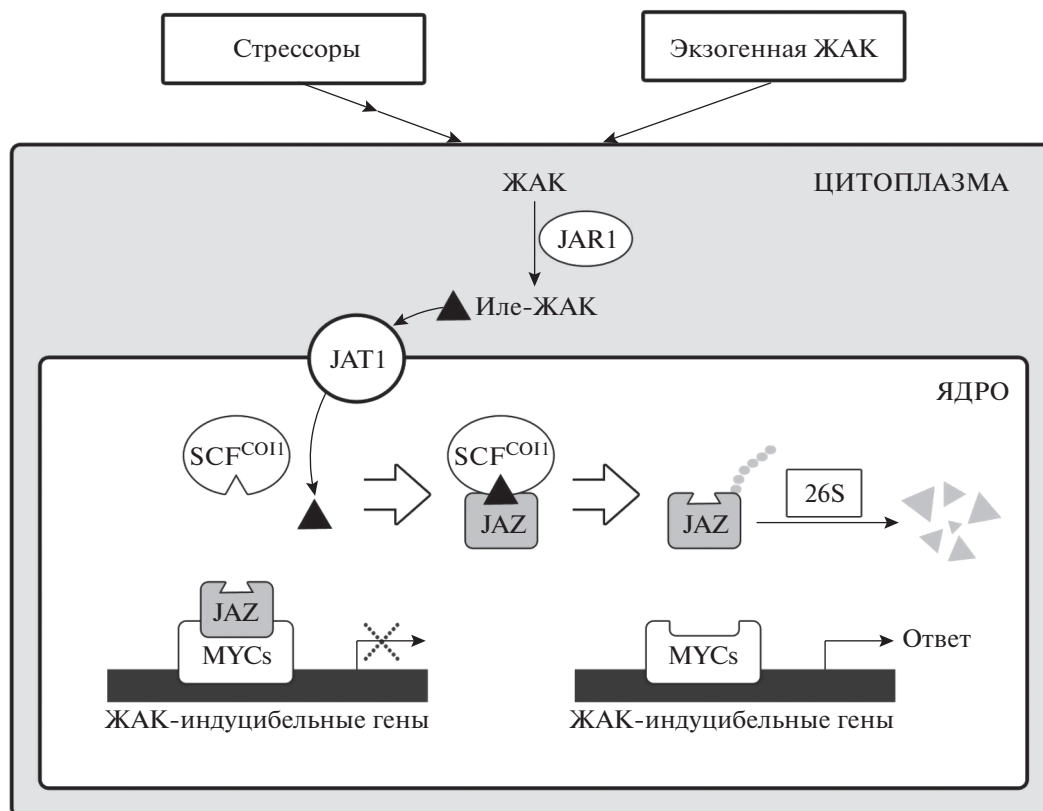 Стрессоры
Экзогенная ЖАК
ЦИТОПЛАЗМА
ЖАК
JAR1
Иле-ЖАК
JAT1
ЯДРО
SCF^COI1
SCF^COI1
JAZ
JAZ
26S
JAZ
MYCs
ЖАК-индуцибельные гены
MYCs
Ответ
ЖАК-индуцибельные гены